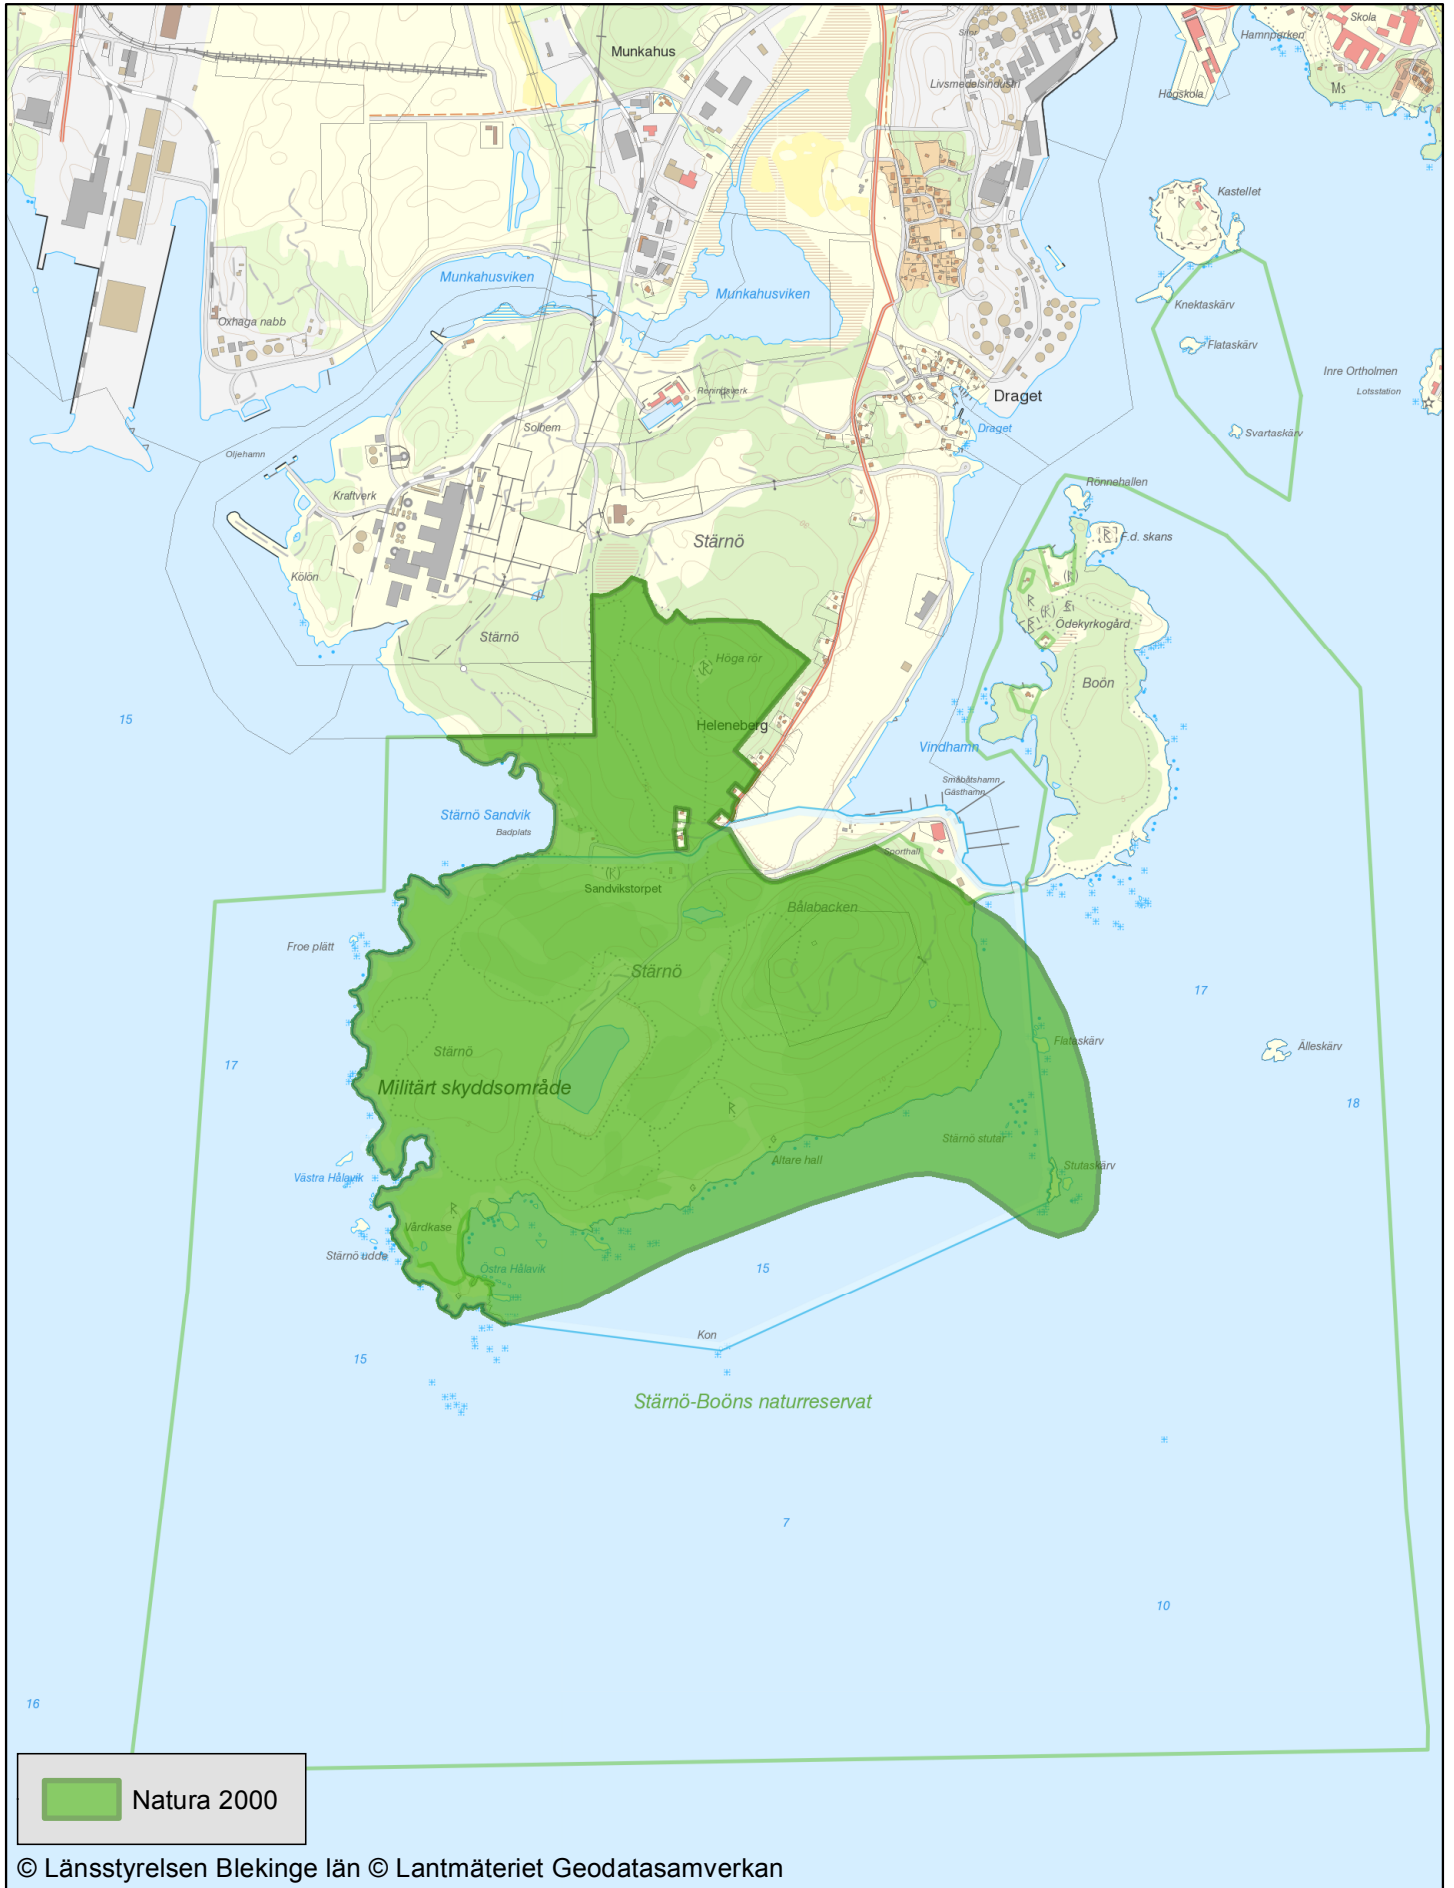 Skola
Hamnparken
Munkahus
Silor
Livsmedelsindustri
Ms
Högskola
Kastellet
Munkahusviken
Munkahusviken
Knektaskärv
Oxhaga nabb
Flataskärv
Inre Ortholmen
Lotsstation
Reningsverk
(R)
Draget
Draget
Solhem
Svartaskärv
Oljehamn
Kraftverk
Rönnehallen
Stärnö
F.d. skans
Kölön
Ödekyrkogård
Stärnö
Höga rör
Boön
15
Heleneberg
Vindhamn
Småbåtshamn
Gästhamn
Stärnö Sandvik
Badplats
Sporthall
(R)
Sandvikstorpet
Bålabacken
Froe plätt
Stärnö
17
Stärnö
Flataskärv
Älleskärv
17
Militärt skyddsområde
18
Stärnö stutar
Altare hall
Stutaskärv
Västra Hålavik
R
Vårdkase
Stärnö udde
Östra Hålavik
15
Kon
15
Stärnö-Boöns naturreservat
7
10
16
Natura 2000
© Länsstyrelsen Blekinge län © Lantmäteriet Geodatasamverkan